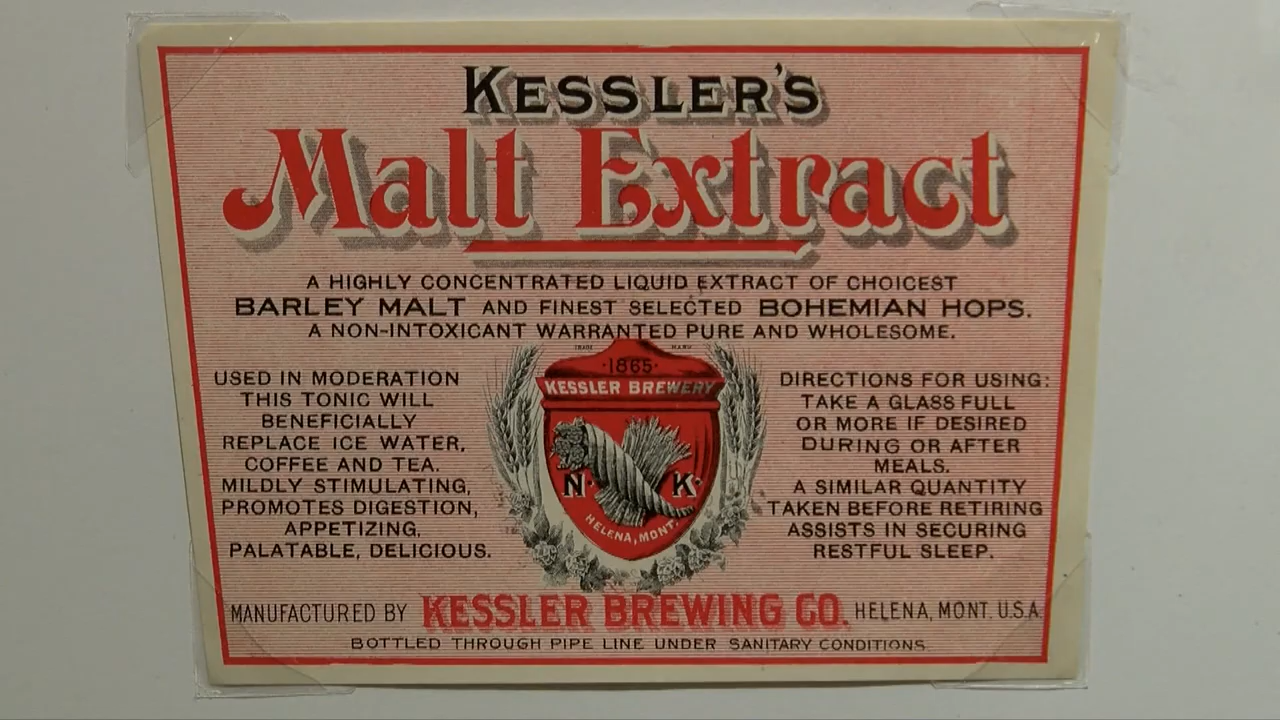 KESSLER'S
Malt Extract
A HIGHLY CONCENTRATED LIQUID EXTRACT OF CHOICEST
BARLEY MALT AND FINEST SELECTED BOHEMIAN HOPS.
A NON-INTOXICANT WARRANTED PURE AND WHOLESOME.
USED IN MODERATION
THIS TONIC WILL
BENEFICIALLY
REPLACE ICE WATER,
COFFEE AND TEA.
MILDLY STIMULATING,
PROMOTES DIGESTION,
APPETIZING,
PALATABLE, DELICIOUS.
TRADE MARK
·1865·
KESSLER BREWERY
N· K·
HELENA, MONT.
DIRECTIONS FOR USING:
TAKE A GLASS FULL
OR MORE IF DESIRED
DURING OR AFTER
MEALS.
A SIMILAR QUANTITY
TAKEN BEFORE RETIRING
ASSISTS IN SECURING
RESTFUL SLEEP.
MANUFACTURED BY KESSLER BREWING CO. HELENA, MONT. U.S.A.
BOTTLED THROUGH PIPE LINE UNDER SANITARY CONDITIONS.